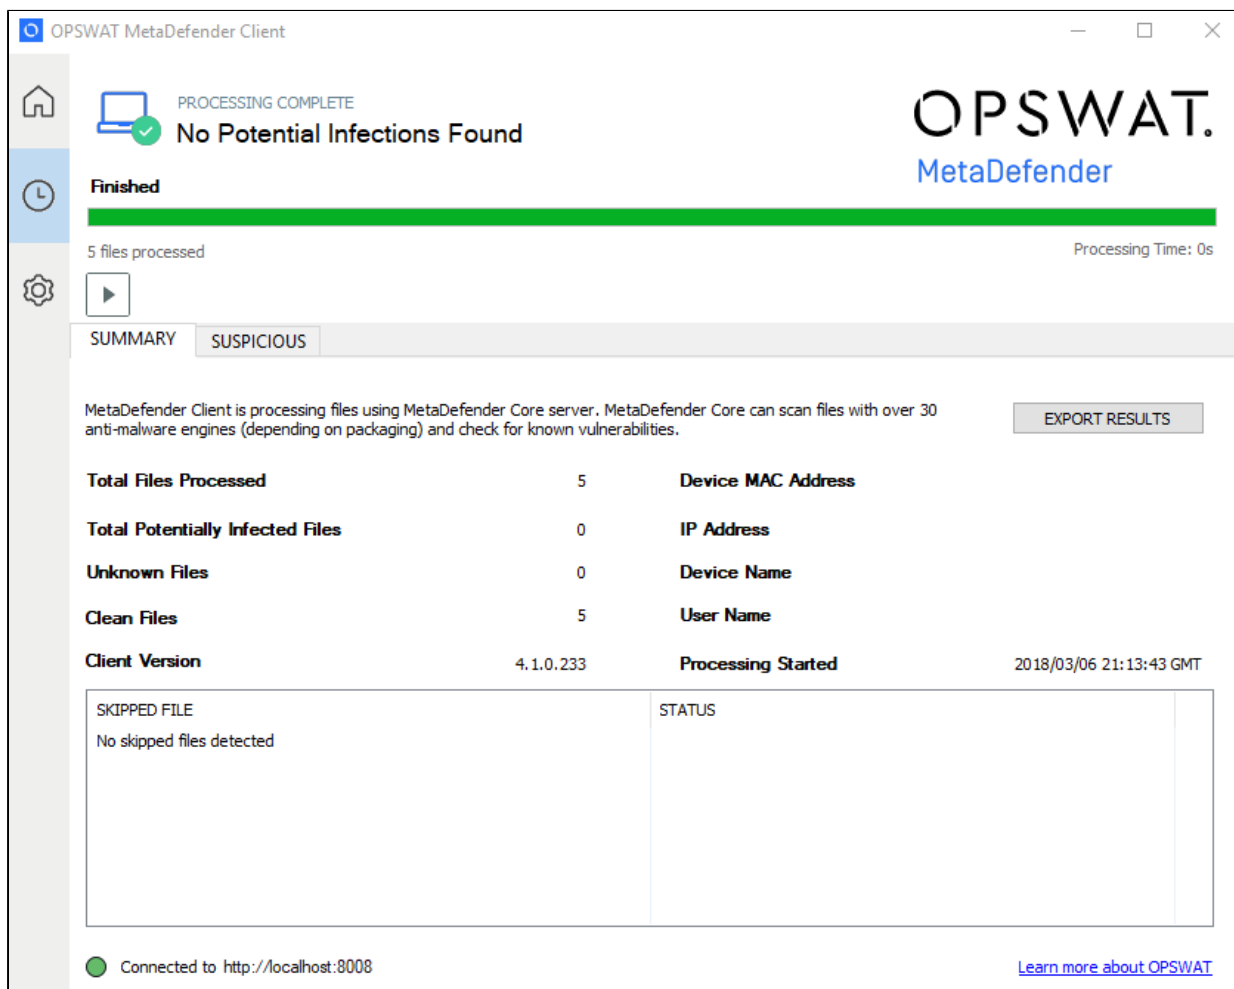 OPSWAT MetaDefender Client
PROCESSING COMPLETE
No Potential Infections Found
OPSWAT.
MetaDefender
Finished
5 files processed
Processing Time: 0s
SUMMARY
SUSPICIOUS
MetaDefender Client is processing files using MetaDefender Core server. MetaDefender Core can scan files with over 30
anti-malware engines (depending on packaging) and check for known vulnerabilities.
EXPORT RESULTS
Total Files Processed 5 Device MAC Address
Total Potentially Infected Files 0 IP Address
Unknown Files 0 Device Name
Clean Files 5 User Name
Client Version 4.1.0.233 Processing Started 2018/03/06 21:13:43 GMT
SKIPPED FILE STATUS
No skipped files detected
Connected to http://localhost:8008
Learn more about OPSWAT